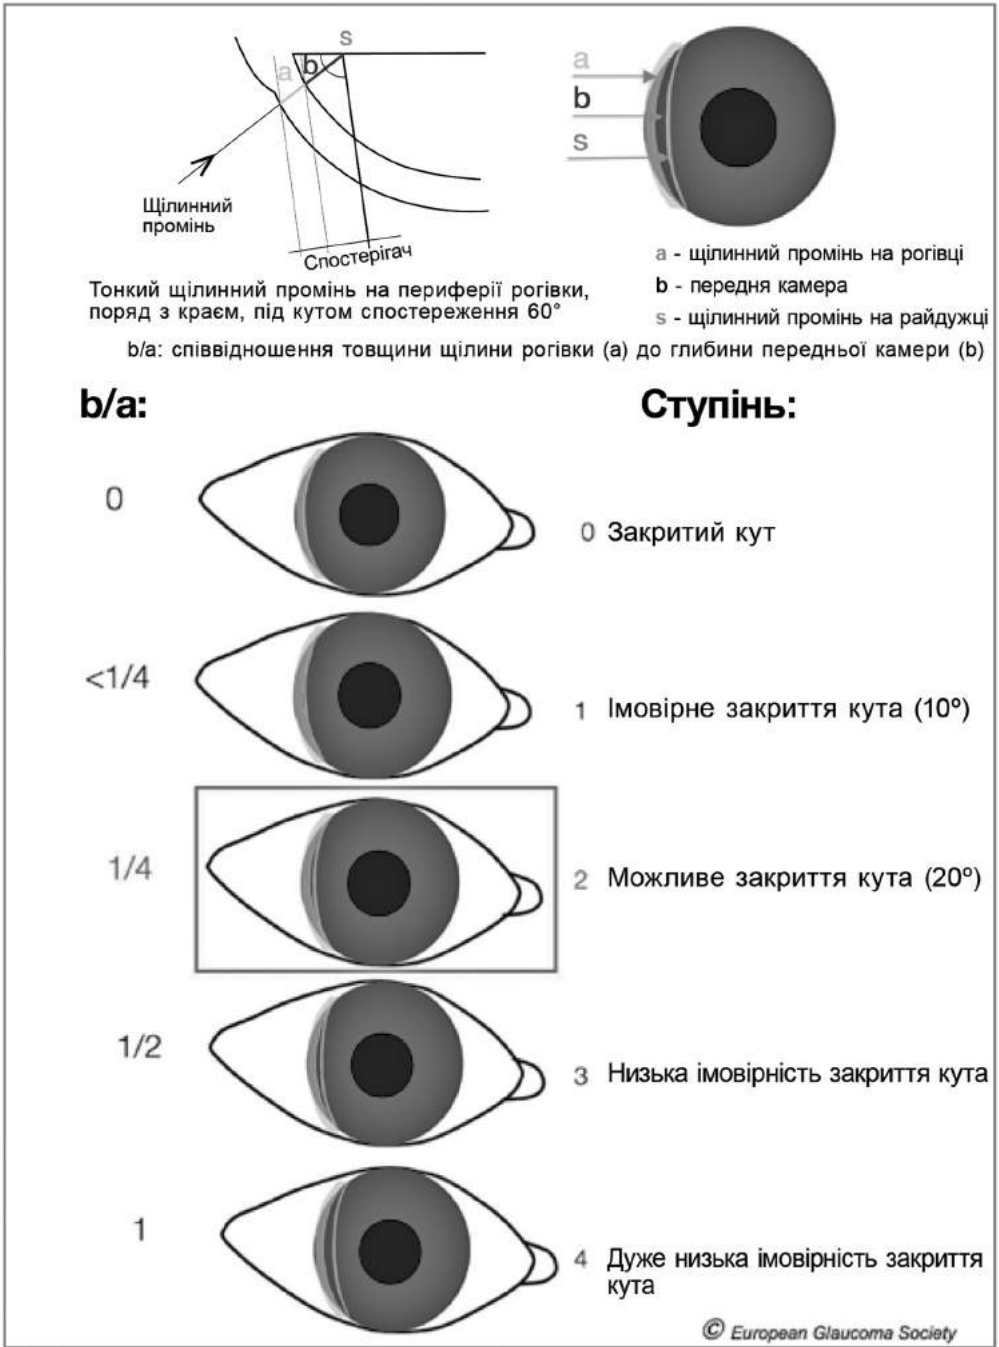 s
a
b
Щілинний
промінь
Спостерігач
Тонкий щілинний промінь на периферії рогівки,
поряд з краєм, під кутом спостереження 60°
a
b
s
a - щілинний промінь на рогівці
b - передня камера
s - щілинний промінь на райдужці
b/a: співвідношення товщини щілини рогівки (a) до глибини передньої камери (b)
b/a:
Ступінь:
0
0 Закритий кут
<1/4
1 Імовірне закриття кута (10°)
1/4
2 Можливе закриття кута (20°)
1/2
3 Низька імовірність закриття кута
1
4 Дуже низька імовірність закриття
кута
© European Glaucoma Society